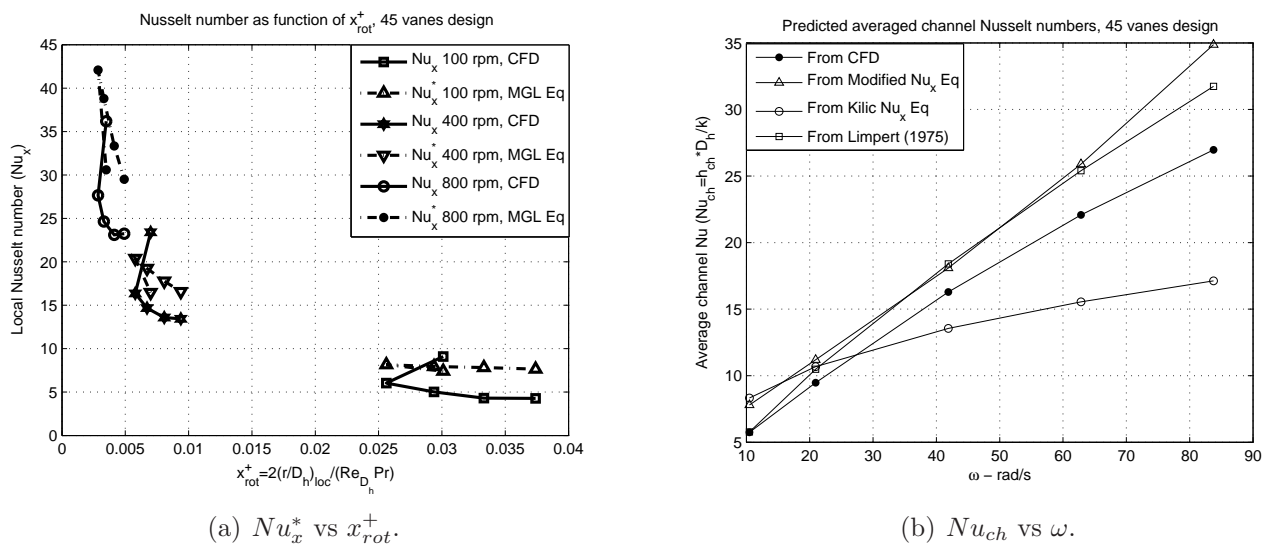 Nusselt number as function of x⁺rot, 45 vanes design
45
40
35
30
25
20
15
10
5
0
Local Nusselt number (Nux)
Nux 100 rpm, CFD
Nu*x 100 rpm, MGL Eq
Nux 400 rpm, CFD
Nu*x 400 rpm, MGL Eq
Nux 800 rpm, CFD
Nu*x 800 rpm, MGL Eq
0 0.005 0.01 0.015 0.02 0.025 0.03 0.035 0.04
x⁺rot=2(r/Dh)loc/(ReDh Pr)
(a) Nu*x vs x⁺rot.
Predicted averaged channel Nusselt numbers, 45 vanes design
35
30
25
20
15
10
5
Average channel Nu (Nuch=hch*Dh/k)
From CFD
From Modified Nux Eq
From Kilic Nux Eq
From Limpert (1975)
10 20 30 40 50 60 70 80 90
ω − rad/s
(b) Nuch vs ω.